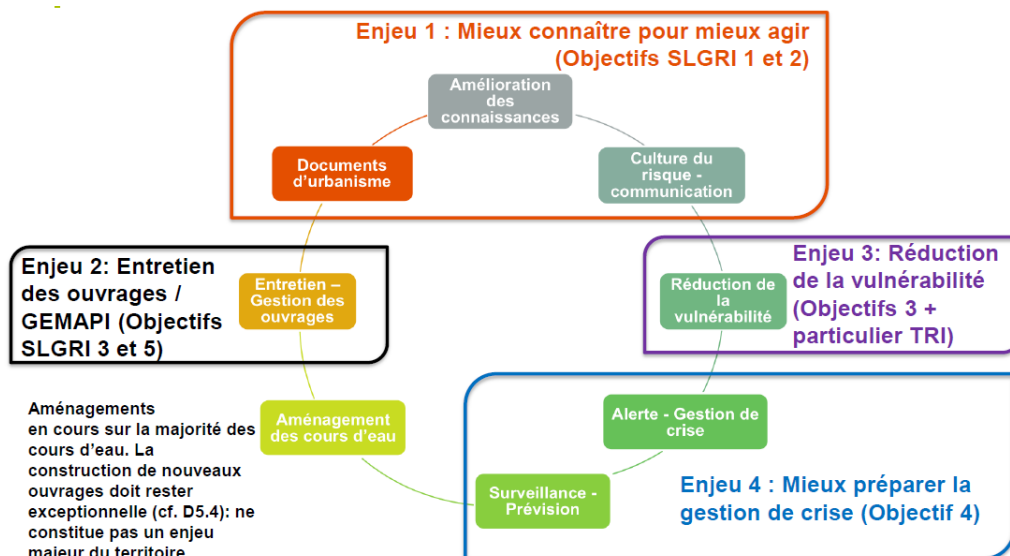 Enjeu 1 : Mieux connaître pour mieux agir
(Objectifs SLGRI 1 et 2)
Amélioration
des
connaissances
Documents
d'urbanisme
Culture du
risque -
communication
Enjeu 2: Entretien
des ouvrages /
GEMAPI (Objectifs
SLGRI 3 et 5)
Entretien –
Gestion des
ouvrages
Réduction de
la
vulnérabilité
Enjeu 3: Réduction
de la vulnérabilité
(Objectifs 3 +
particulier TRI)
Aménagements
en cours sur la majorité des
cours d'eau. La
construction de nouveaux
ouvrages doit rester
exceptionnelle (cf. D5.4): ne
constitue pas un enjeu
majeur du territoire
Aménagement
des cours d'eau
Alerte - Gestion de
crise
Surveillance -
Prévision
Enjeu 4 : Mieux préparer la
gestion de crise (Objectif 4)